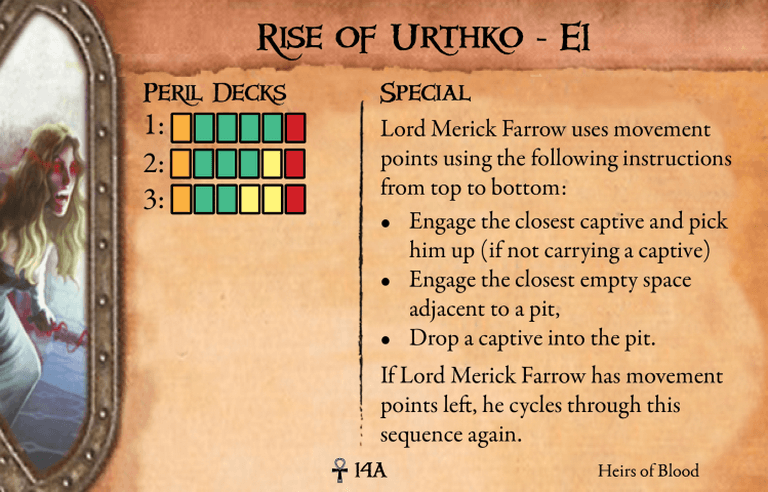 Rise of Urthko - E1
Peril Decks
1:
2:
3:
Special
Lord Merick Farrow uses movement
points using the following instructions
from top to bottom:
• Engage the closest captive and pick
him up (if not carrying a captive)
• Engage the closest empty space
adjacent to a pit,
• Drop a captive into the pit.
If Lord Merick Farrow has movement
points left, he cycles through this
sequence again.
14A
Heirs of Blood